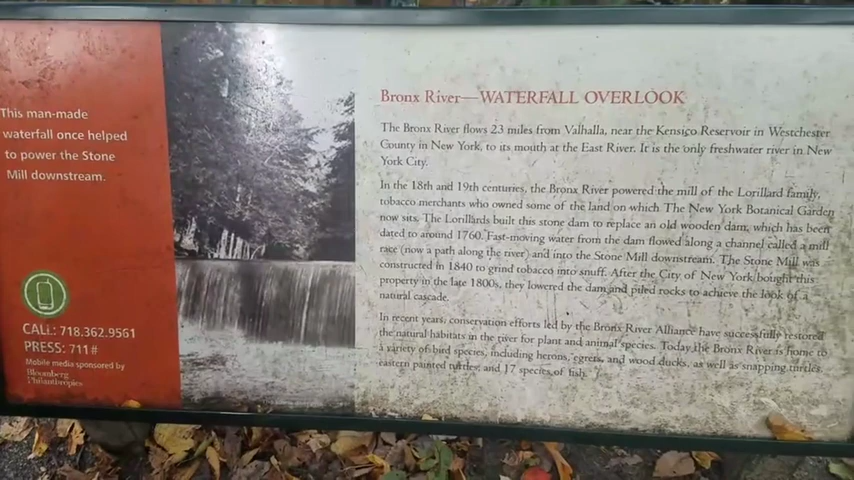 This man-made
waterfall once helped
to power the Stone
Mill downstream.
CALL: 718.362.9561
PRESS: 711#
Mobile media sponsored by
Bloomberg
Philanthropies
Bronx River—WATERFALL OVERLOOK
The Bronx River flows 23 miles from Valhalla, near the Kensico Reservoir in Westchester
County in New York, to its mouth at the East River. It is the only freshwater river in New
York City.
In the 18th and 19th centuries, the Bronx River powered the mill of the Lorillard family,
tobacco merchants who owned some of the land on which The New York Botanical Garden
now sits. The Lorillards built this stone dam to replace an old wooden dam, which has been
dated to around 1760. Fast-moving water from the dam flowed along a channel called a mill
race (now a path along the river) and into the Stone Mill downstream. The Stone Mill was
constructed in 1840 to grind tobacco into snuff. After the City of New York bought this
property in the late 1800s, they lowered the dam and piled rocks to achieve the look of a
natural cascade.
In recent years, conservation efforts led by the Bronx River Alliance have successfully restored
the natural habitats in the river for plant and animal species. Today the Bronx River is home to
a variety of bird species, including herons, egrets, and wood ducks, as well as snapping turtles,
eastern painted turtles, and 17 species of fish.